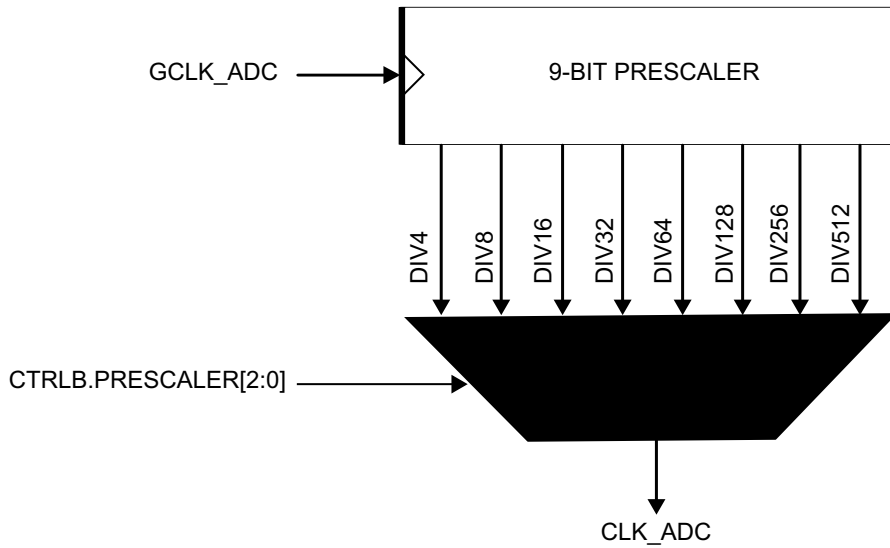 GCLK_ADC
9-BIT PRESCALER
DIV4
DIV8
DIV16
DIV32
DIV64
DIV128
DIV256
DIV512
CTRLB.PRESCALER[2:0]
CLK_ADC